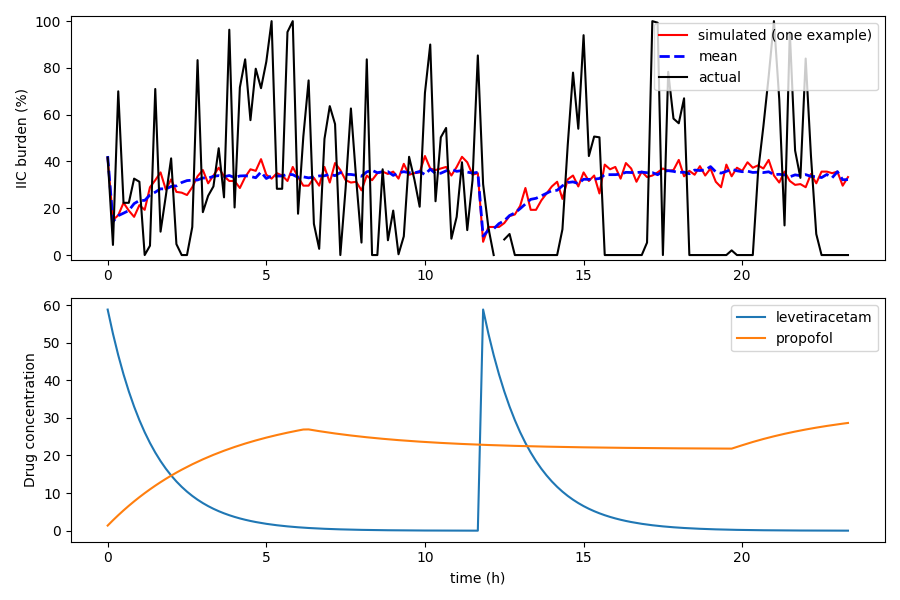 100
80
60
40
20
0
IIC burden (%)
simulated (one example)
mean
actual
0
5
10
15
20
60
50
40
30
20
10
0
Drug concentration
levetiracetam
propofol
0
5
10
15
20
time (h)